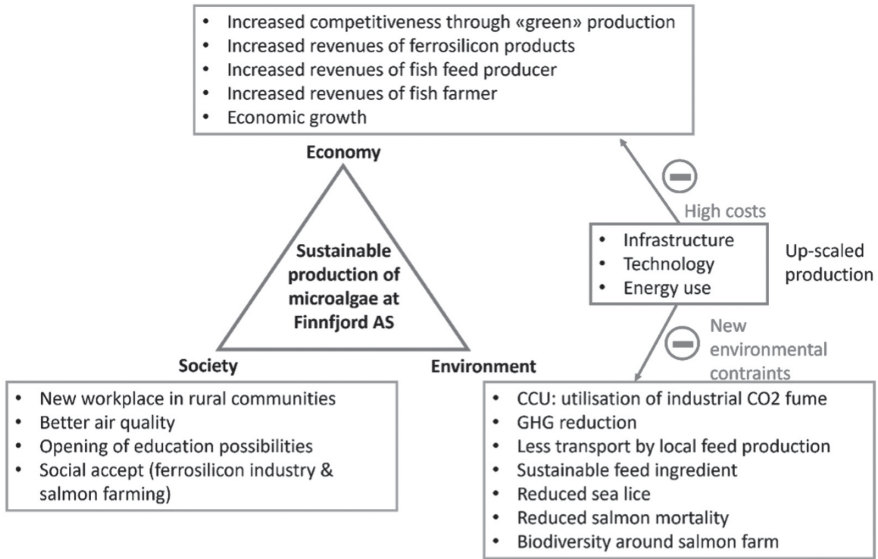 • Increased competitiveness through «green» production
• Increased revenues of ferrosilicon products
• Increased revenues of fish feed producer
• Increased revenues of fish farmer
• Economic growth
Economy
High costs
• Infrastructure
• Technology
• Energy use
Up-scaled
production
Sustainable
production of
microalgae at
Finnfjord AS
New
environmental
contraints
Society
Environment
• New workplace in rural communities
• Better air quality
• Opening of education possibilities
• Social accept (ferrosilicon industry &
salmon farming)
• CCU: utilisation of industrial CO2 fume
• GHG reduction
• Less transport by local feed production
• Sustainable feed ingredient
• Reduced sea lice
• Reduced salmon mortality
• Biodiversity around salmon farm